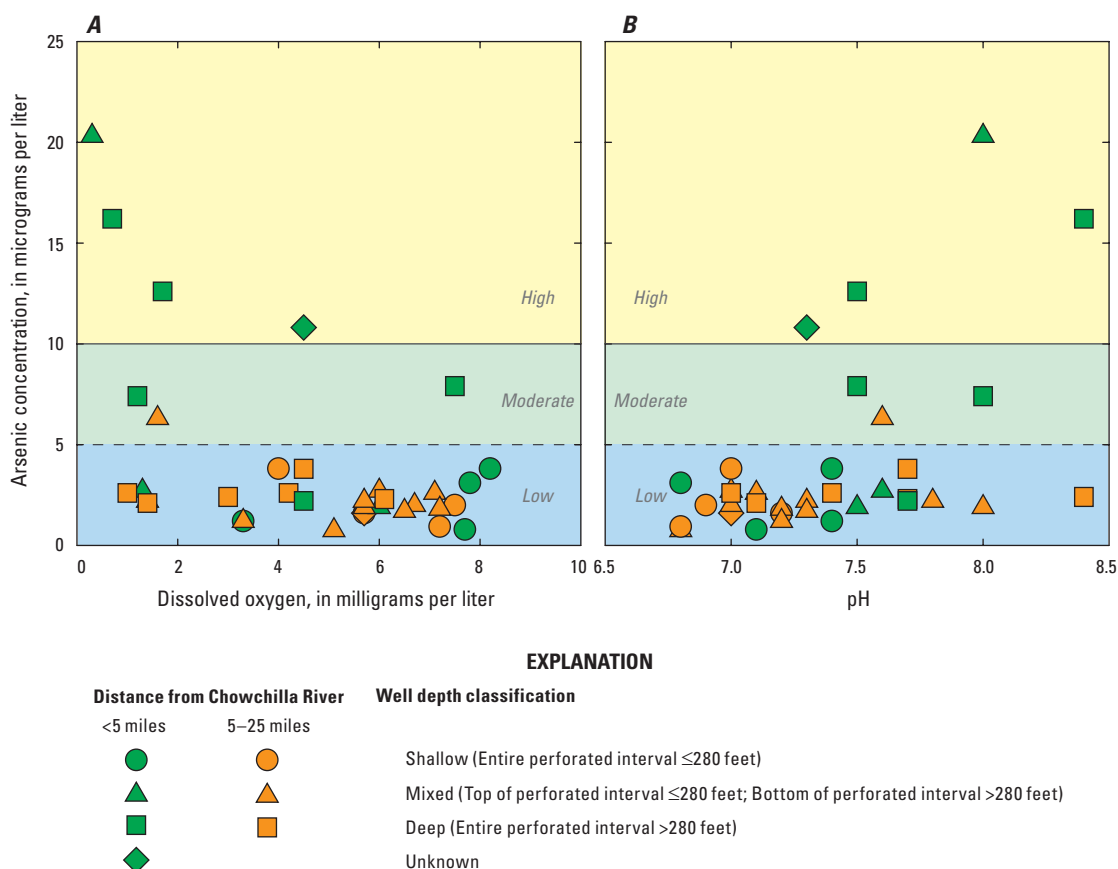 A
B
Arsenic concentration, in micrograms per liter
25
20
15
10
5
0
High
Moderate
Low
High
Moderate
Low
0 2 4 6 8 10
6.5 7.0 7.5 8.0 8.5
Dissolved oxygen, in milligrams per liter
pH
EXPLANATION
Distance from Chowchilla River Well depth classification
<5 miles 5–25 miles
Shallow (Entire perforated interval ≤280 feet)
Mixed (Top of perforated interval ≤280 feet; Bottom of perforated interval >280 feet)
Deep (Entire perforated interval >280 feet)
Unknown